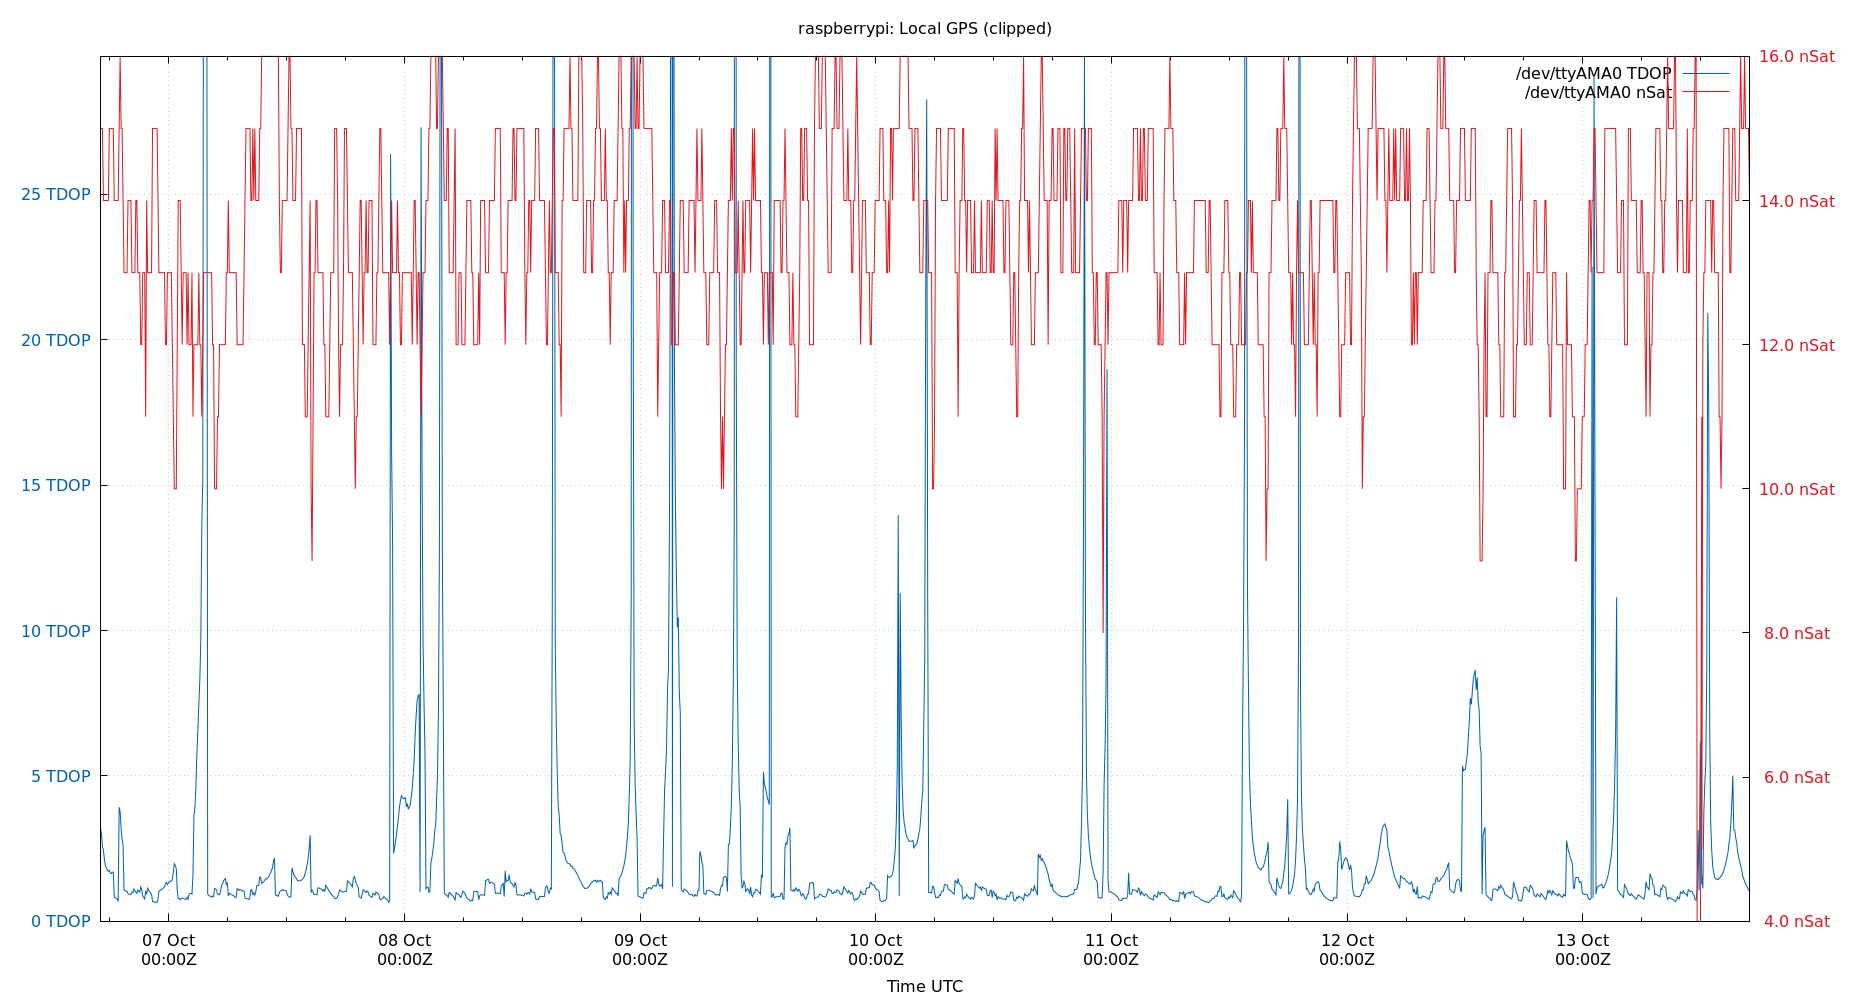 raspberrypi: Local GPS (clipped)
/dev/ttyAMA0 TDOP
/dev/ttyAMA0 nSat
25 TDOP
20 TDOP
15 TDOP
10 TDOP
5 TDOP
0 TDOP
16.0 nSat
14.0 nSat
12.0 nSat
10.0 nSat
8.0 nSat
6.0 nSat
4.0 nSat
07 Oct
00:00Z
08 Oct
00:00Z
09 Oct
00:00Z
10 Oct
00:00Z
11 Oct
00:00Z
12 Oct
00:00Z
13 Oct
00:00Z
Time UTC